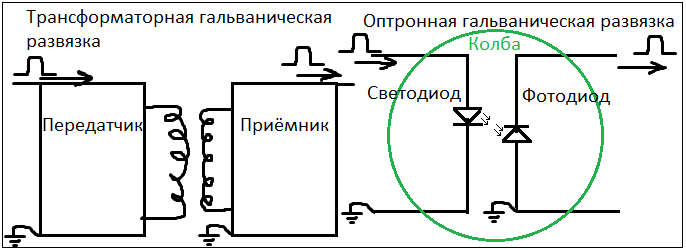 Трансформаторная гальваническая
развязка
Передатчик
Приёмник
Оптронная гальваническая развязка
Колба
Светодиод
Фотодиод